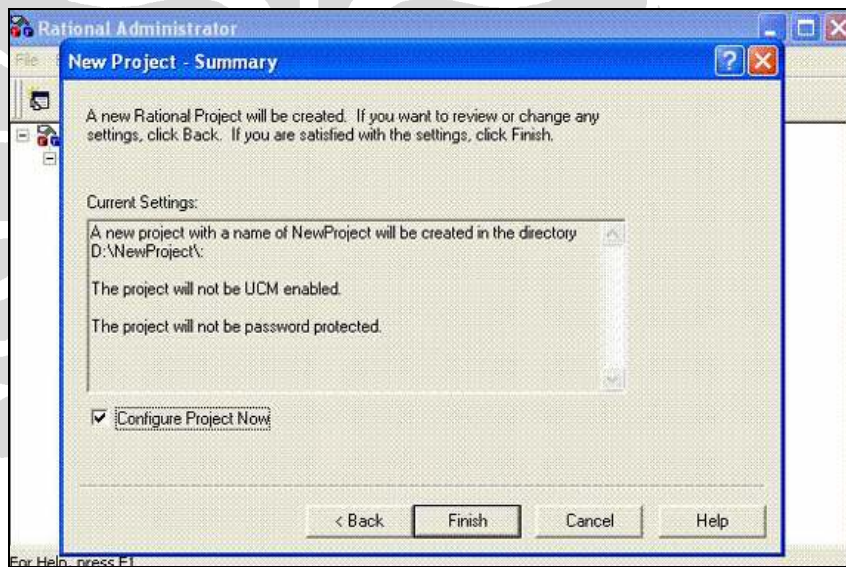 Rational Administrator
File
New Project - Summary
A new Rational Project will be created. If you want to review or change any
settings, click Back. If you are satisfied with the settings, click Finish.
Current Settings:
A new project with a name of NewProject will be created in the directory
D:\NewProject\:
The project will not be UCM enabled.
The project will not be password protected.
Configure Project Now
< Back
Finish
Cancel
Help
For Help, press F1